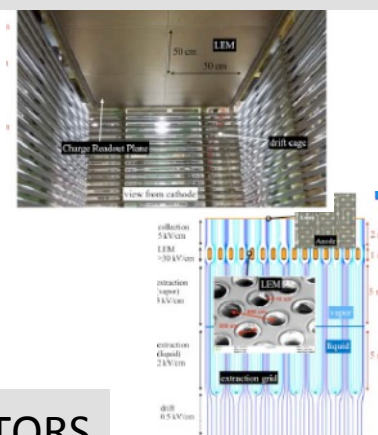 50 cm
LEM
50 cm
Charge Readout Plane
drift cage
view from cathode
collection
5 kV/cm
Anode
LEM
>30 kV/cm
LEM
extraction
(vapor)
3 kV/cm
vapor
extraction
(liquid)
2 kV/cm
liquid
extraction grid
drift
0.5 kV/cm
TORS